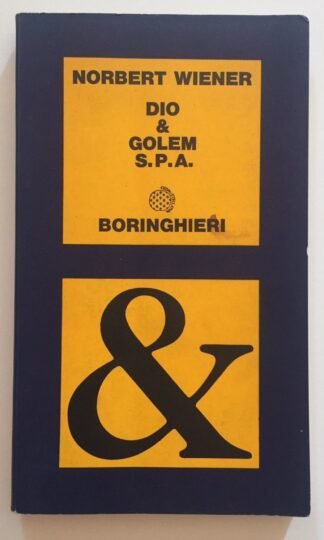 NORBERT WIENER
DIO
&
GOLEM
S.P.A.
BORINGHIERI
&